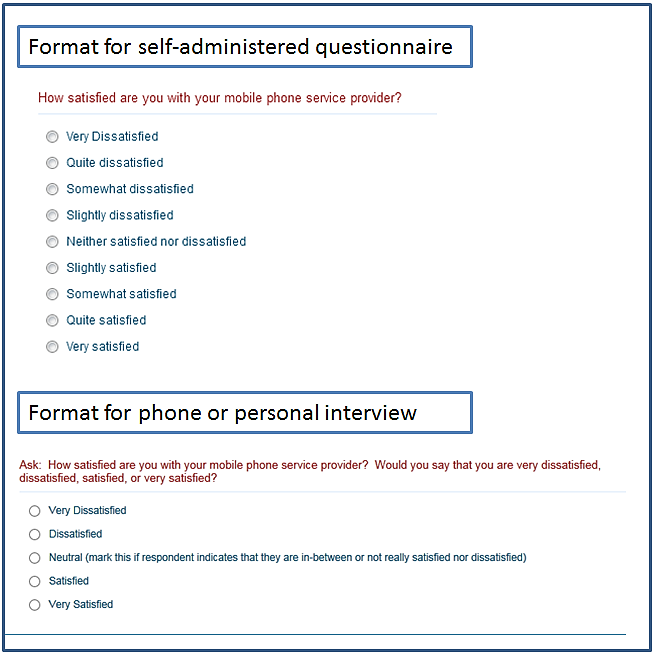 Format for self-administered questionnaire
How satisfied are you with your mobile phone service provider?
Very Dissatisfied
Quite dissatisfied
Somewhat dissatisfied
Slightly dissatisfied
Neither satisfied nor dissatisfied
Slightly satisfied
Somewhat satisfied
Quite satisfied
Very satisfied
Format for phone or personal interview
Ask: How satisfied are you with your mobile phone service provider? Would you say that you are very dissatisfied,
dissatisfied, satisfied, or very satisfied?
Very Dissatisfied
Dissatisfied
Neutral (mark this if respondent indicates that they are in-between or not really satisfied nor dissatisfied)
Satisfied
Very Satisfied